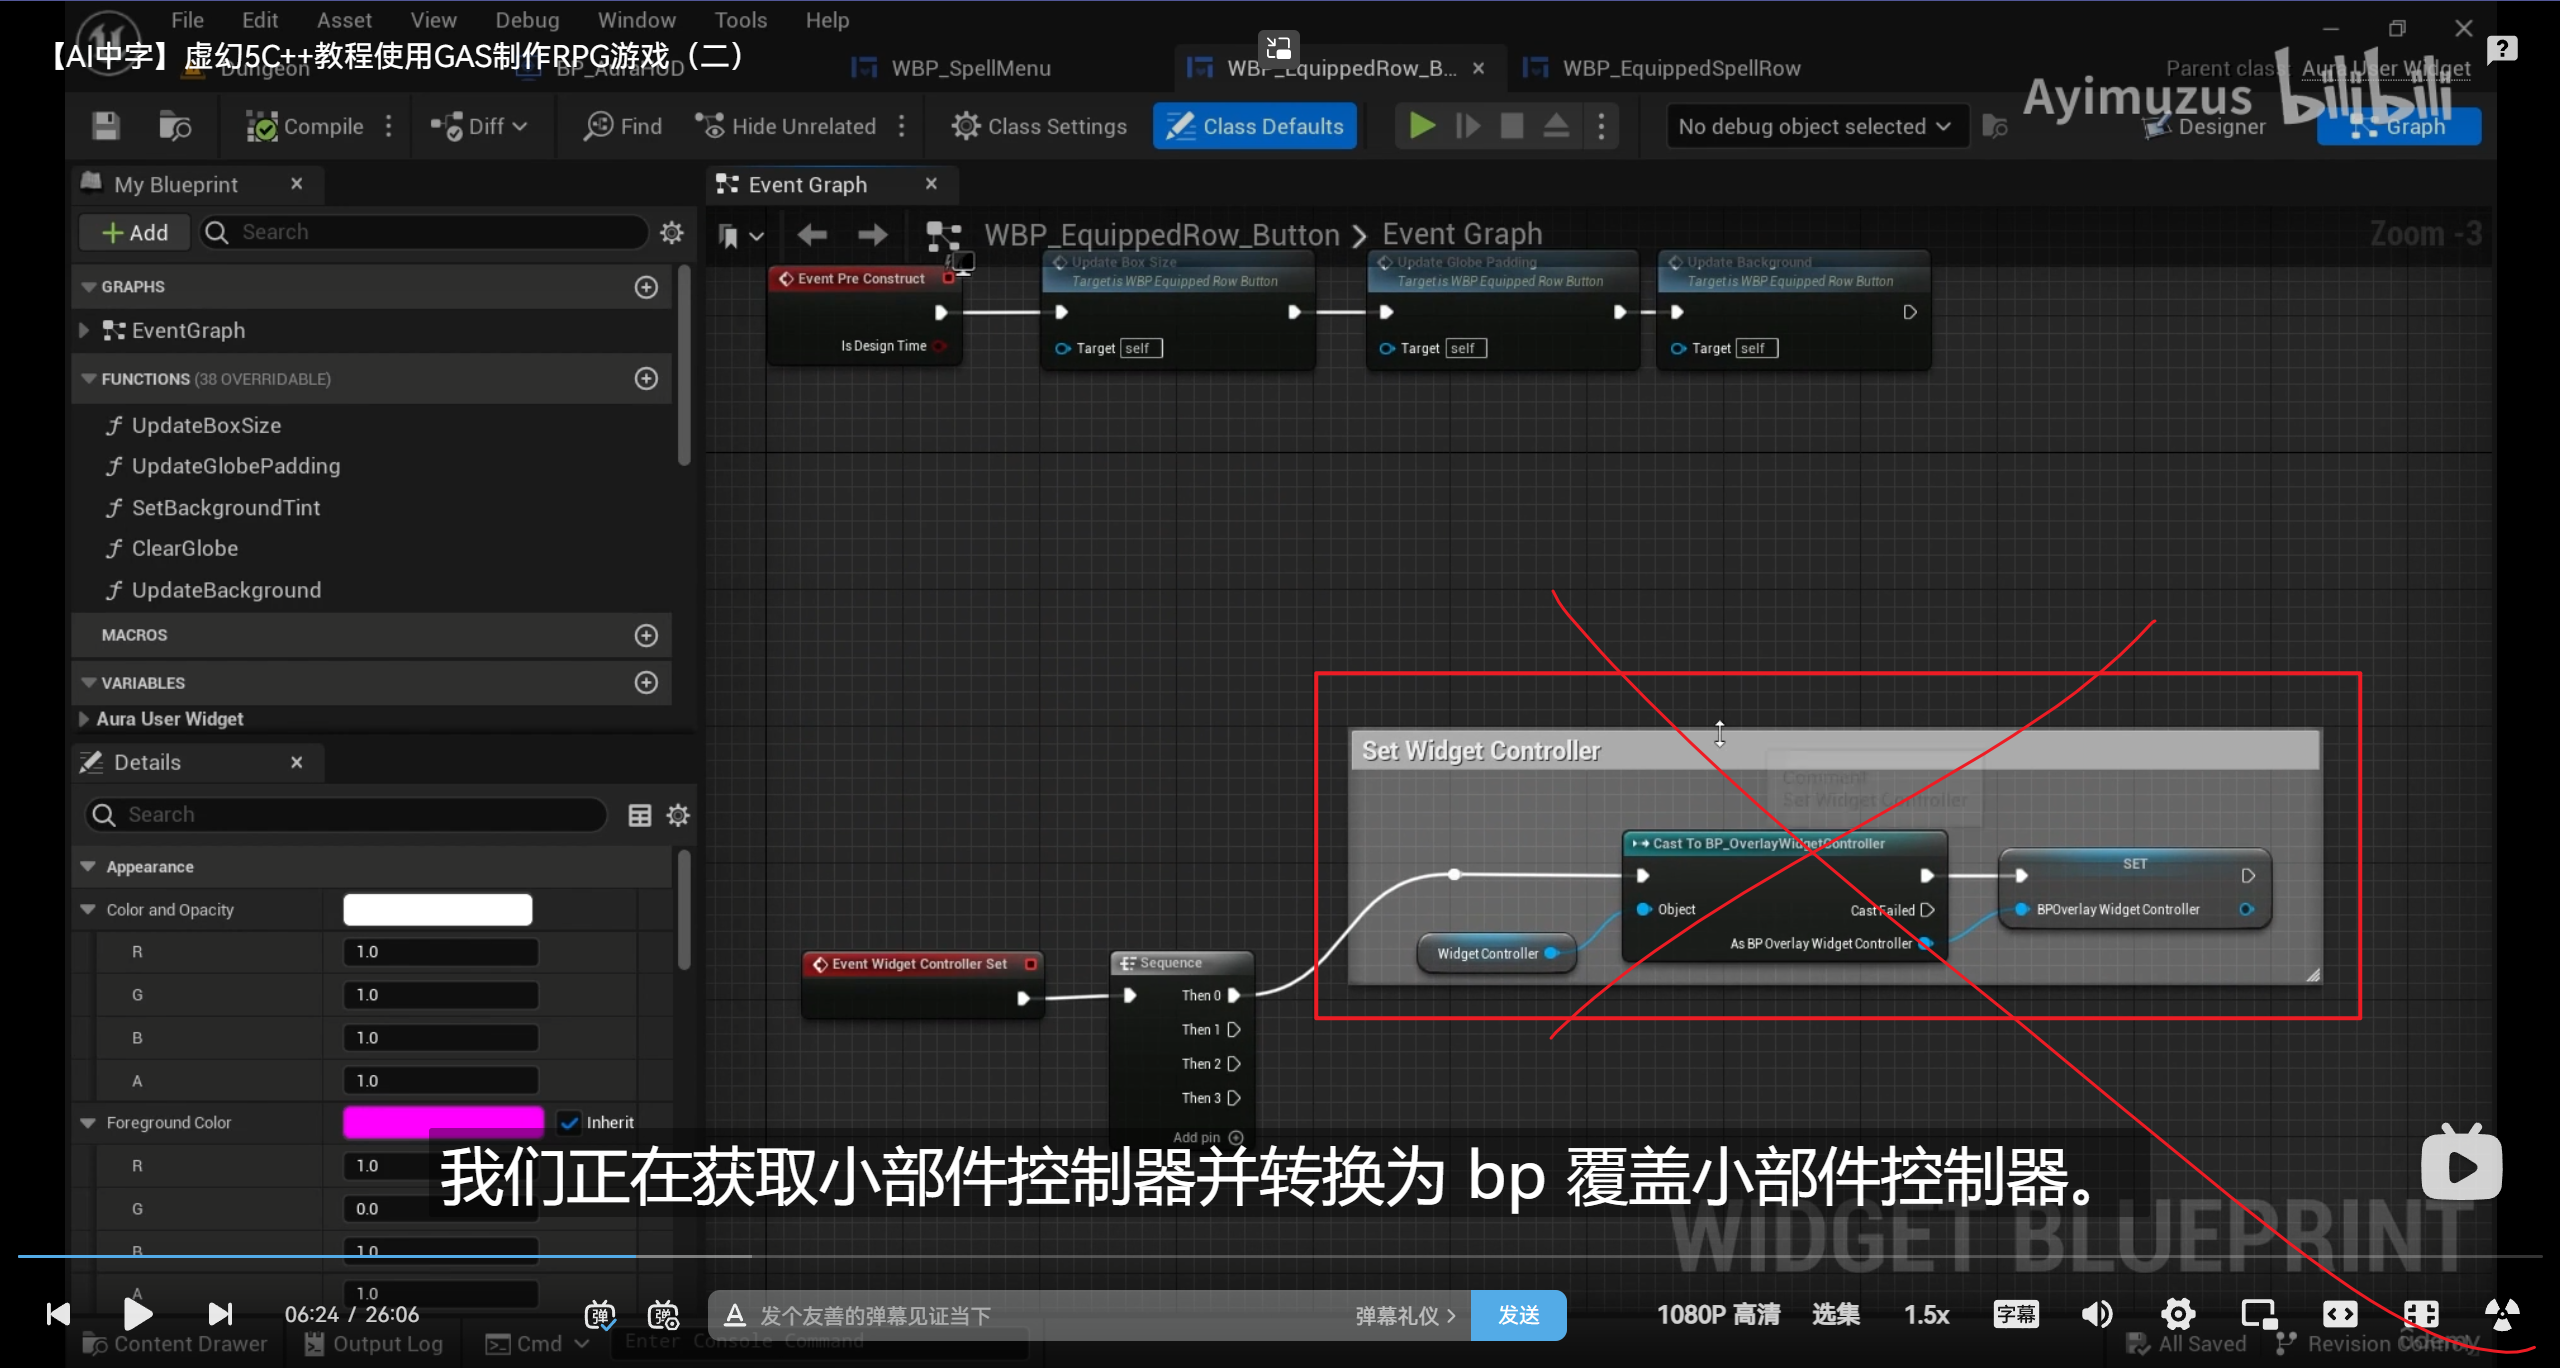 File Edit Asset View Debug Window Tools Help
【AI中字】虚幻5C++教程使用GAS制作RPG游戏（二）
Dungeon BP_AuraHUD WBP_SpellMenu WBP_EquippedRow_B... WBP_EquippedSpellRow Parent class: Aura User Widget
Ayimuzus bilibili
Compile Diff Find Hide Unrelated Class Settings Class Defaults No debug object selected Designer Graph
My Blueprint
Event Graph
Add Search
WBP_EquippedRow_Button > Event Graph
Zoom -3
GRAPHS
EventGraph
FUNCTIONS (38 OVERRIDABLE)
UpdateBoxSize
UpdateGlobePadding
SetBackgroundTint
ClearGlobe
UpdateBackground
MACROS
VARIABLES
Aura User Widget
Event Pre Construct
Is Design Time
Update Box Size
Target is WBP Equipped Row Button
Target self
Update Globe Padding
Target is WBP Equipped Row Button
Target self
Update Background
Target is WBP Equipped Row Button
Target self
Details
Search
Appearance
Color and Opacity
R 1.0
G 1.0
B 1.0
A 1.0
Foreground Color Inherit
R 1.0
G 0.0
B 1.0
A 1.0
Set Widget Controller
Comment
Set Widget Controller
Cast To BP_OverlayWidgetController
Object
Cast Failed
As BP Overlay Widget Controller
Widget Controller
SET
BPOverlay Widget Controller
Event Widget Controller Set
Sequence
Then 0
Then 1
Then 2
Then 3
Add pin
我们正在获取小部件控制器并转换为 bp 覆盖小部件控制器。
WIDGET BLUEPRINT
06:24 / 26:06 弹 弹 发个友善的弹幕见证当下 弹幕礼仪 > 发送 1080P 高清 选集 1.5x 字幕
Content Drawer Output Log Cmd Enter Console Command All Saved Revision Control